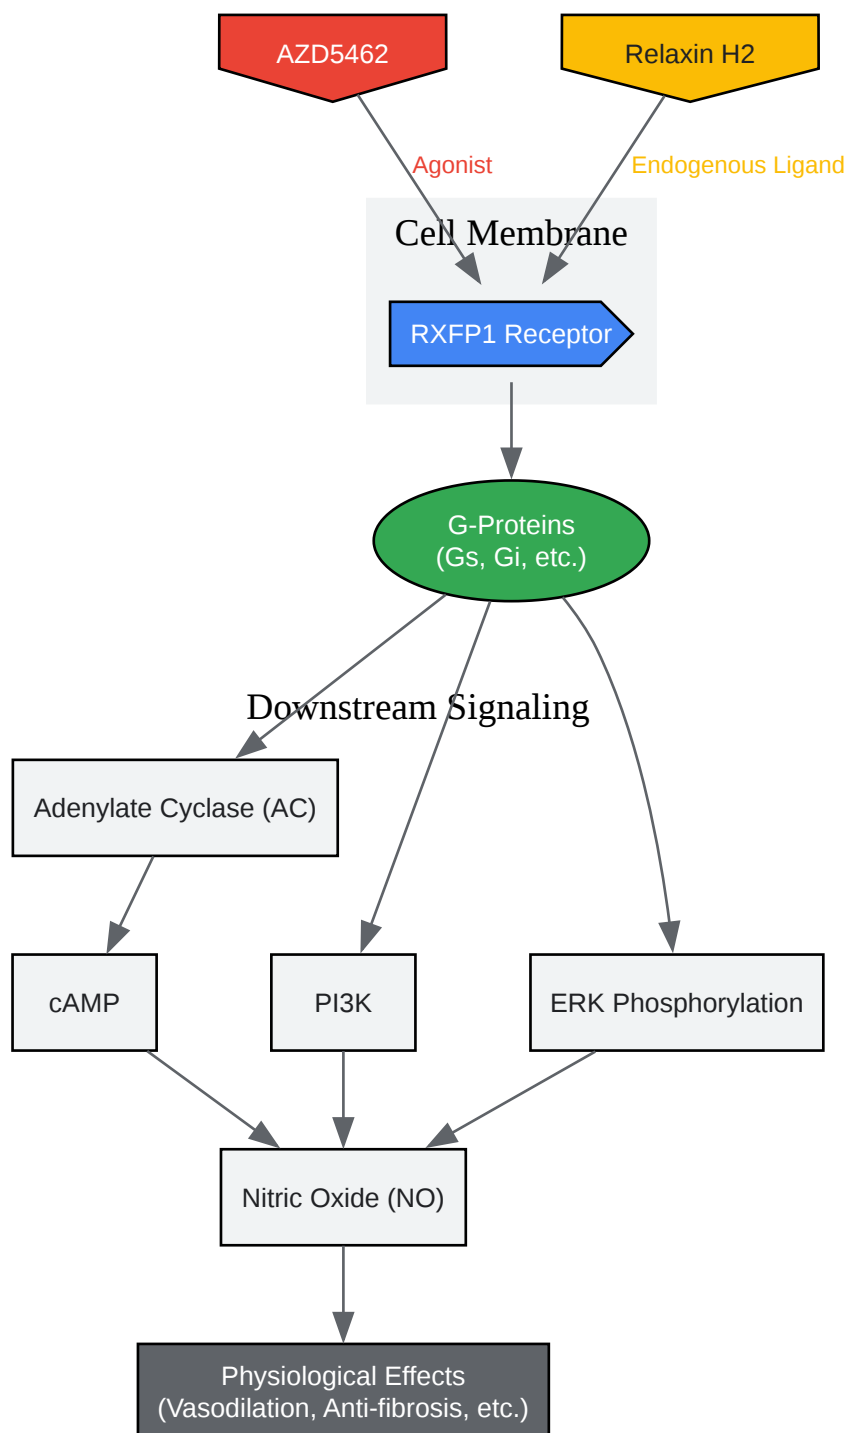 AZD5462
Relaxin H2
Agonist
Endogenous Ligand
Cell Membrane
RXFP1 Receptor
G-Proteins
(Gs, Gi, etc.)
Downstream Signaling
Adenylate Cyclase (AC)
cAMP
PI3K
ERK Phosphorylation
Nitric Oxide (NO)
Physiological Effects
(Vasodilation, Anti-fibrosis, etc.)